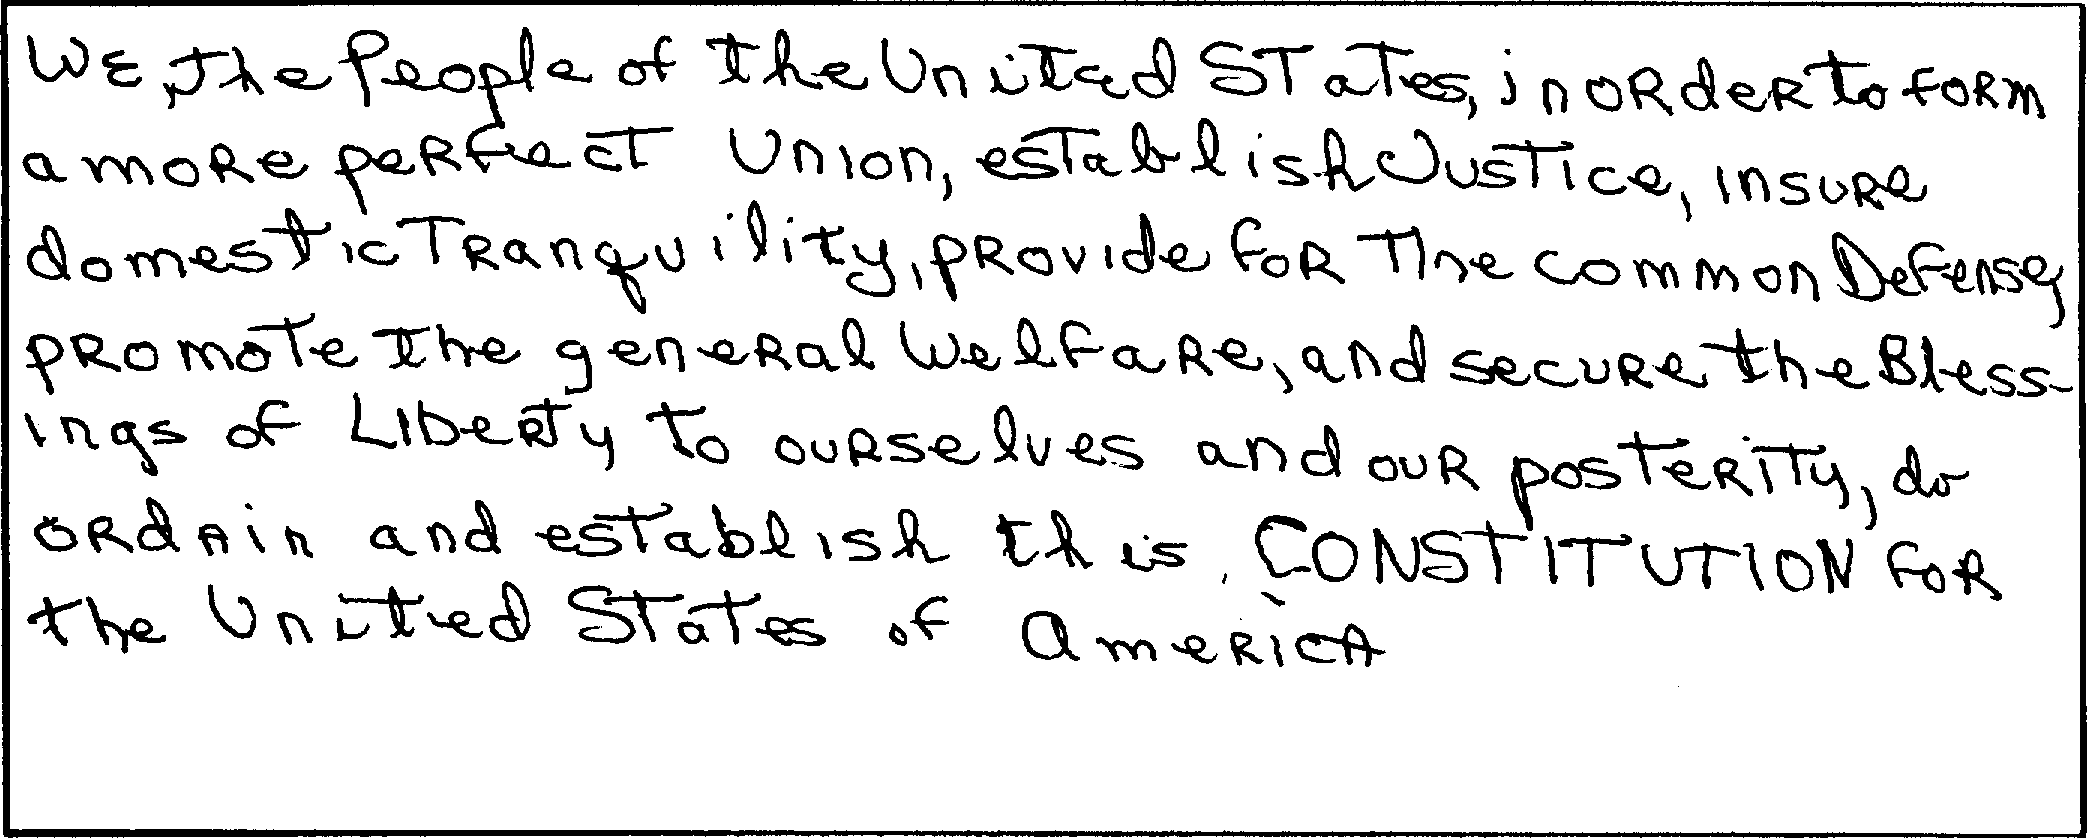 We, the People of the United States, in order to form
a more perfect Union, establish Justice, insure
domestic Tranquility, provide for the common Defense,
promote the general Welfare, and secure the Bless-
ings of Liberty to ourselves and our posterity, do
ordain and establish this CONSTITUTION for
the United States of America